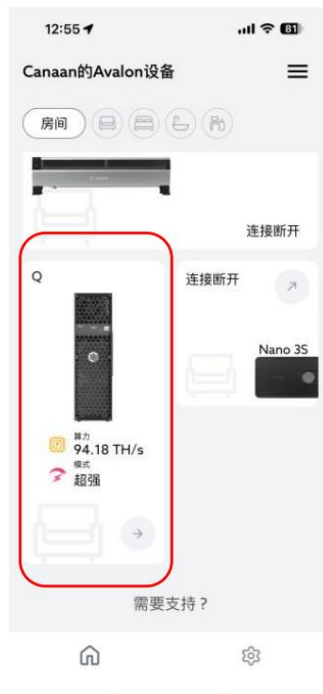 12:55
81
Canaan的Avalon设备
房间
连接断开
Q
连接断开
Nano 3S
算力
94.18 TH/s
模式
超强
需要支持？